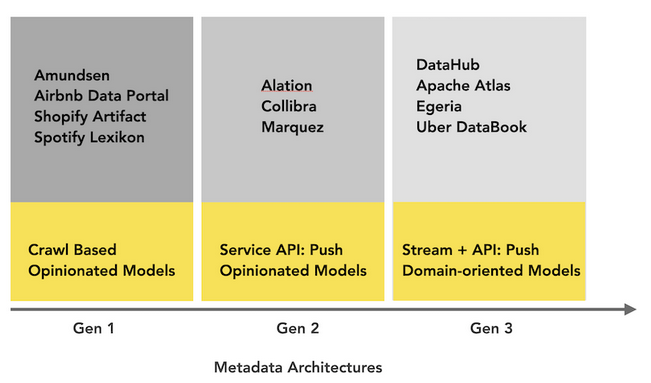 Amundsen
Airbnb Data Portal
Shopify Artifact
Spotify Lexikon
Crawl Based
Opinionated Models
Alation
Collibra
Marquez
Service API: Push
Opinionated Models
DataHub
Apache Atlas
Egeria
Uber DataBook
Stream + API: Push
Domain-oriented Models
Gen 1
Gen 2
Gen 3
Metadata Architectures